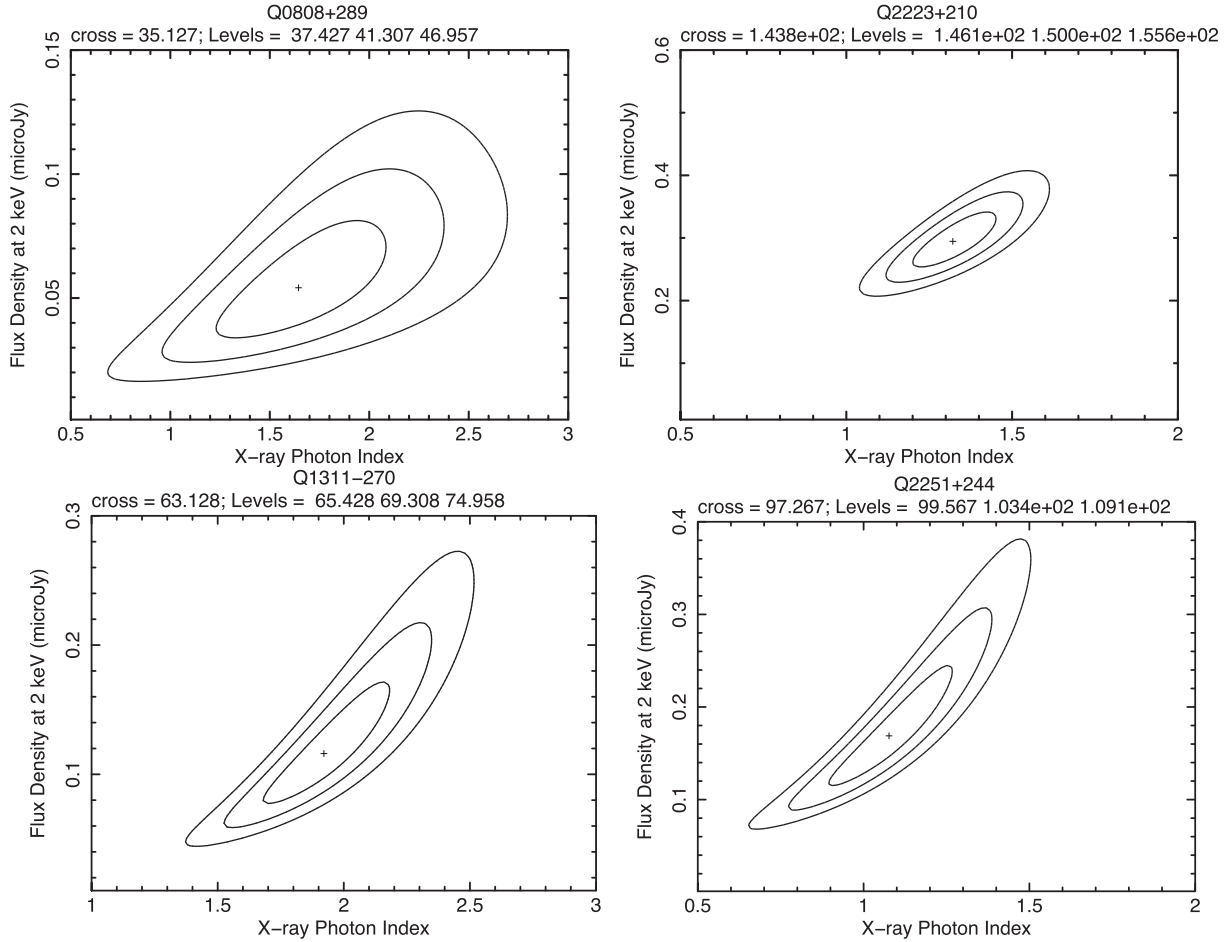 Q0808+289
cross = 35.127; Levels = 37.427 41.307 46.957
0.15
0.1
0.05
Flux Density at 2 keV (microJy)
0.5 1 1.5 2 2.5 3
X−ray Photon Index
Q2223+210
cross = 1.438e+02; Levels = 1.461e+02 1.500e+02 1.556e+02
0.6
0.4
0.2
Flux Density at 2 keV (microJy)
0.5 1 1.5 2
X−ray Photon Index
Q1311−270
cross = 63.128; Levels = 65.428 69.308 74.958
0.3
0.2
0.1
Flux Density at 2 keV (microJy)
1 1.5 2 2.5 3
X−ray Photon Index
Q2251+244
cross = 97.267; Levels = 99.567 1.034e+02 1.091e+02
0.4
0.3
0.2
0.1
Flux Density at 2 keV (microJy)
0.5 1 1.5 2
X−ray Photon Index